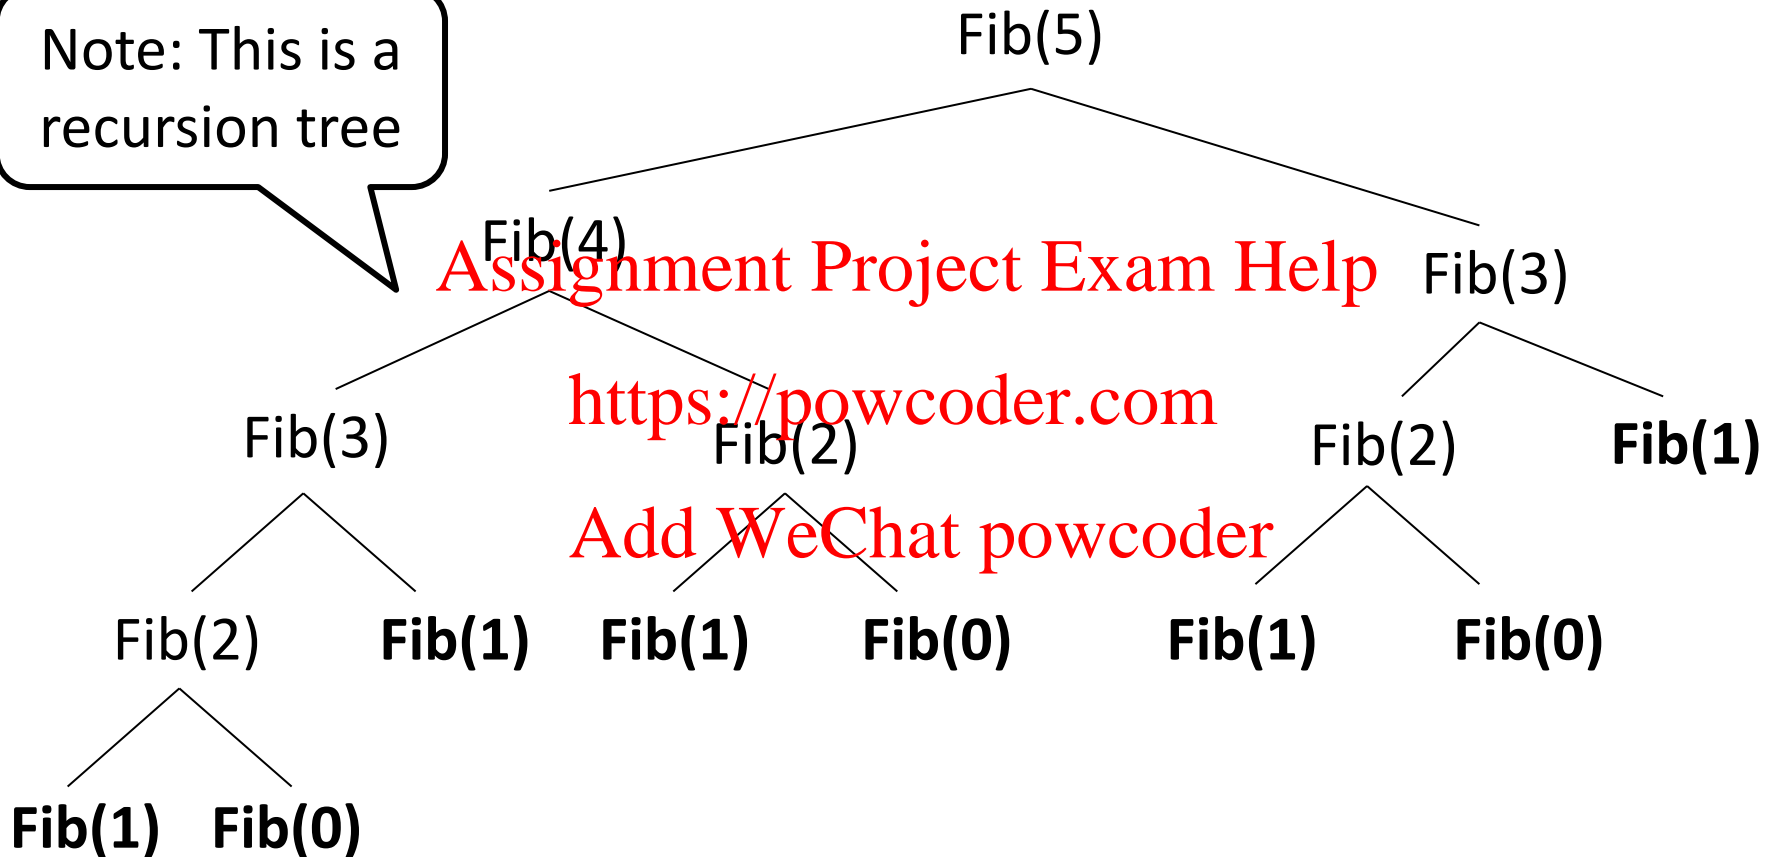 Note: This is a
recursion tree
Fib(5)
Fib(4)
Assignment Project Exam Help
Fib(3)
https://powcoder.com
Fib(3)
Fib(2)
Fib(2)
Fib(1)
Add WeChat powcoder
Fib(2)
Fib(1)
Fib(1)
Fib(0)
Fib(1)
Fib(0)
Fib(1)
Fib(0)